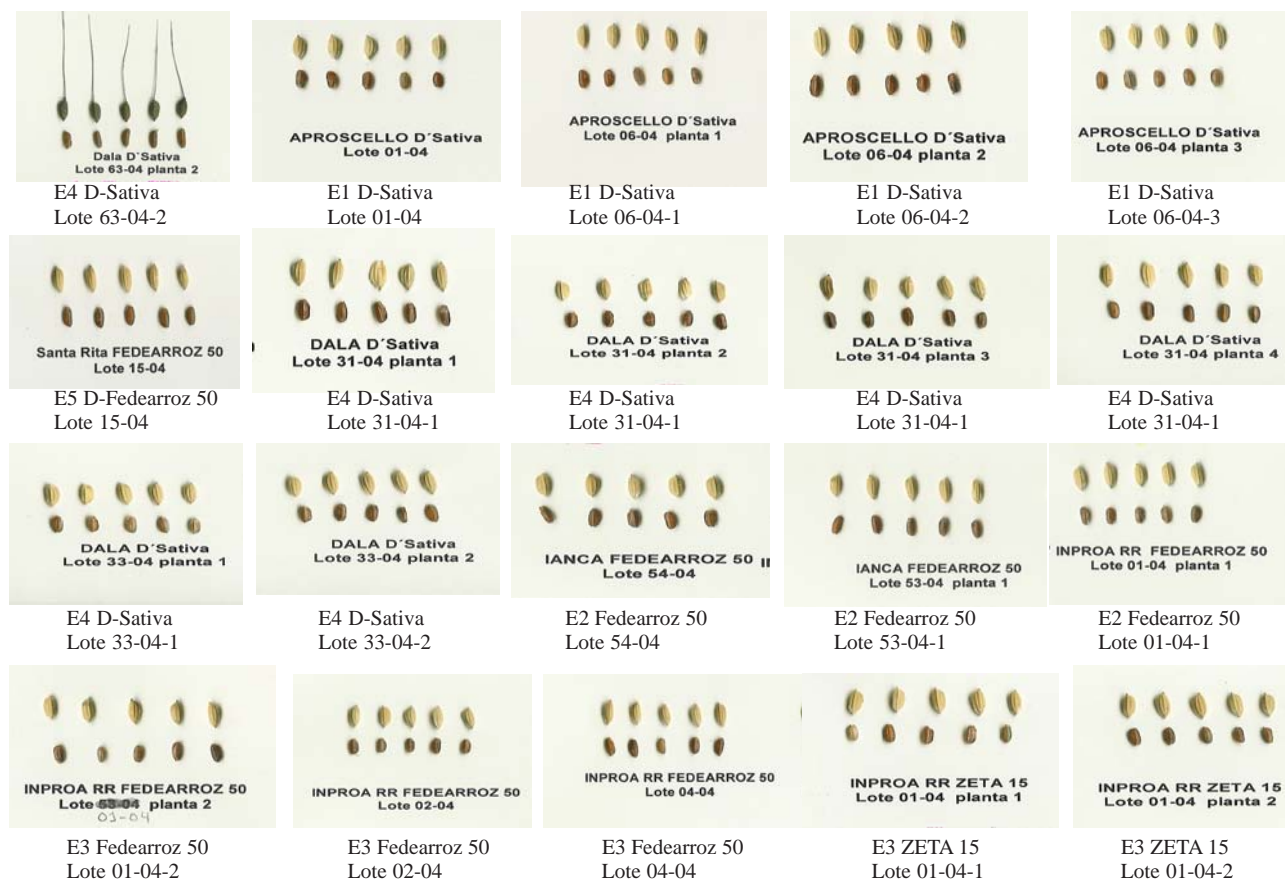 Dala D´Sativa
Lote 63-04 planta 2
E4 D-Sativa
Lote 63-04-2
APROSCELLO D´Sativa
Lote 01-04
E1 D-Sativa
Lote 01-04
APROSCELLO D´Sativa
Lote 06-04 planta 1
E1 D-Sativa
Lote 06-04-1
APROSCELLO D´Sativa
Lote 06-04 planta 2
E1 D-Sativa
Lote 06-04-2
APROSCELLO D´Sativa
Lote 06-04 planta 3
E1 D-Sativa
Lote 06-04-3
Santa Rita FEDEARROZ 50
Lote 15-04
E5 D-Fedearroz 50
Lote 15-04
DALA D´Sativa
Lote 31-04 planta 1
E4 D-Sativa
Lote 31-04-1
DALA D´Sativa
Lote 31-04 planta 2
E4 D-Sativa
Lote 31-04-1
DALA D´Sativa
Lote 31-04 planta 3
E4 D-Sativa
Lote 31-04-1
DALA D´Sativa
Lote 31-04 planta 4
E4 D-Sativa
Lote 31-04-1
DALA D´Sativa
Lote 33-04 planta 1
E4 D-Sativa
Lote 33-04-1
DALA D´Sativa
Lote 33-04 planta 2
E4 D-Sativa
Lote 33-04-2
IANCA FEDEARROZ 50
Lote 54-04
E2 Fedearroz 50
Lote 54-04
IANCA FEDEARROZ 50
Lote 53-04 planta 1
E2 Fedearroz 50
Lote 53-04-1
INPROA RR FEDEARROZ 50
Lote 01-04 planta 1
E2 Fedearroz 50
Lote 01-04-1
INPROA RR FEDEARROZ 50
Lote planta 2
01-04
E3 Fedearroz 50
Lote 01-04-2
INPROA RR FEDEARROZ 50
Lote 02-04
E3 Fedearroz 50
Lote 02-04
INPROA RR FEDEARROZ 50
Lote 04-04
E3 Fedearroz 50
Lote 04-04
INPROA RR ZETA 15
Lote 01-04 planta 1
E3 ZETA 15
Lote 01-04-1
INPROA RR ZETA 15
Lote 01-04 planta 2
E3 ZETA 15
Lote 01-04-2